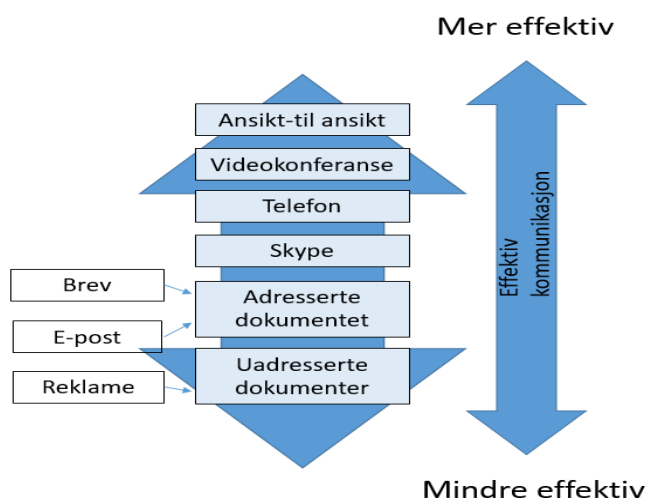 Mer effektiv
Ansikt-til ansikt
Videokonferanse
Telefon
Skype
Brev
Adresserte
dokumentet
E-post
Uadresserte
dokumenter
Reklame
Effektiv
kommunikasjon
Mindre effektiv